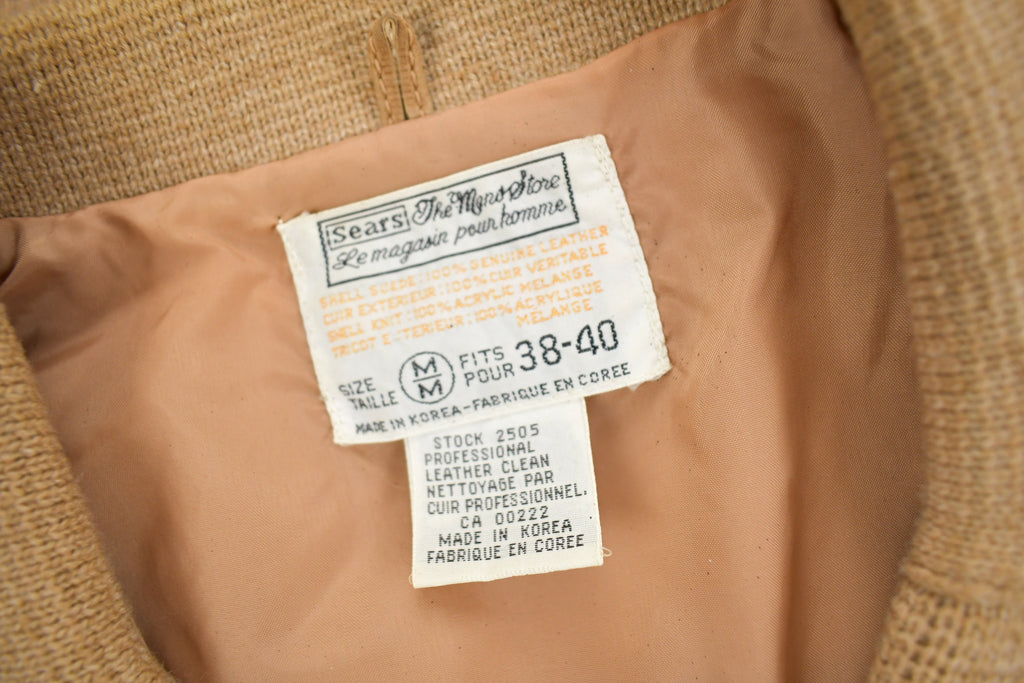 Sears The Mens Store
Le magasin pour homme
SHELL SUEDE: 100% GENUINE LEATHER
CUIR EXTERIEUR: 100% CUIR VERITABLE
SHELL KNIT: 100% ACRYLIC MELANGE
TRICOT EXTERIEUR: 100% ACRYLIQUE
MELANGE
SIZE
TAILLE
M
M
FITS
POUR
38-40
MADE IN KOREA-FABRIQUE EN COREE
STOCK 2505
PROFESSIONAL
LEATHER CLEAN
NETTOYAGE PAR
CUIR PROFESSIONNEL.
CA 00222
MADE IN KOREA
FABRIQUE EN COREE